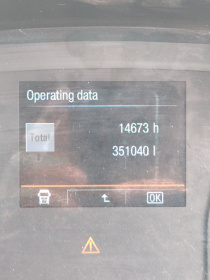 Operating data
14673 h
Total
351040 l
OK